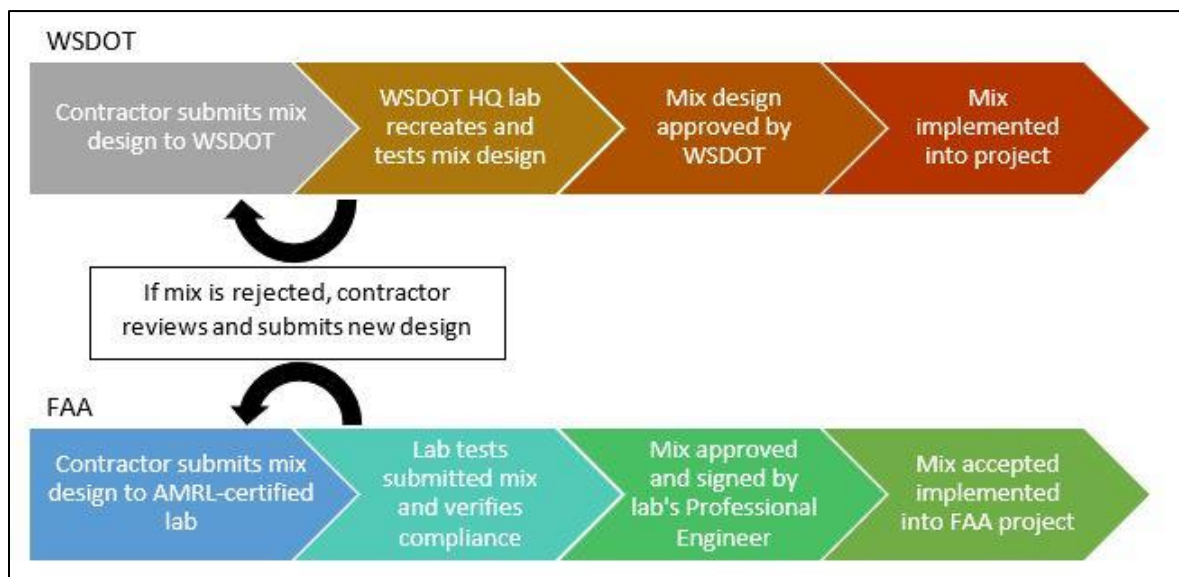 WSDOT
Contractor submits mix
design to WSDOT
WSDOT HQ lab
recreates and
tests mix design
Mix design
approved by
WSDOT
Mix
implemented
into project
If mix is rejected, contractor
reviews and submits new design
FAA
Contractor submits mix
design to AMRL-certified
lab
Lab tests
submitted mix
and verifies
compliance
Mix approved
and signed by
lab's Professional
Engineer
Mix accepted
implemented
into FAA project